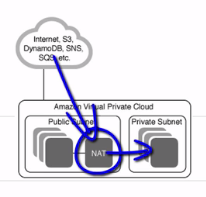 Internet, S3,
DynamoDB, SNS,
SQS, etc.
Amazon Virtual Private Cloud
Public Subnet
Private Subnet
NAT